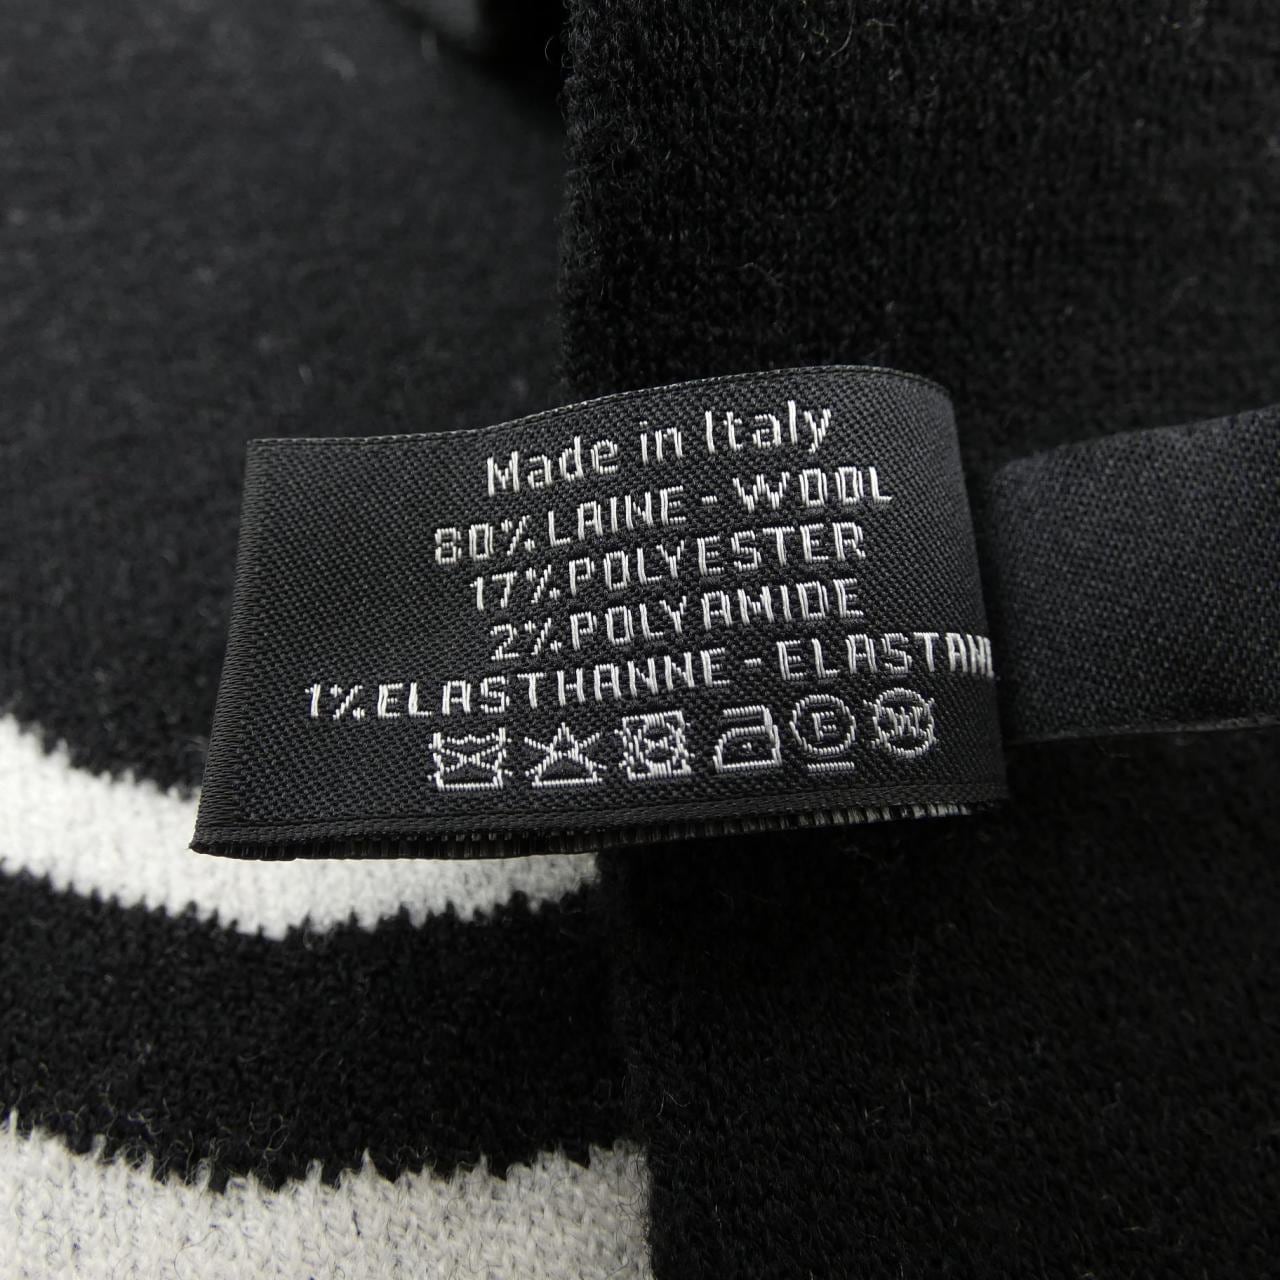 Made in Italy
80% LAINE - WOOL
17% POLYESTER
2% POLYAMIDE
1% ELASTHANNE - ELASTANE
P W